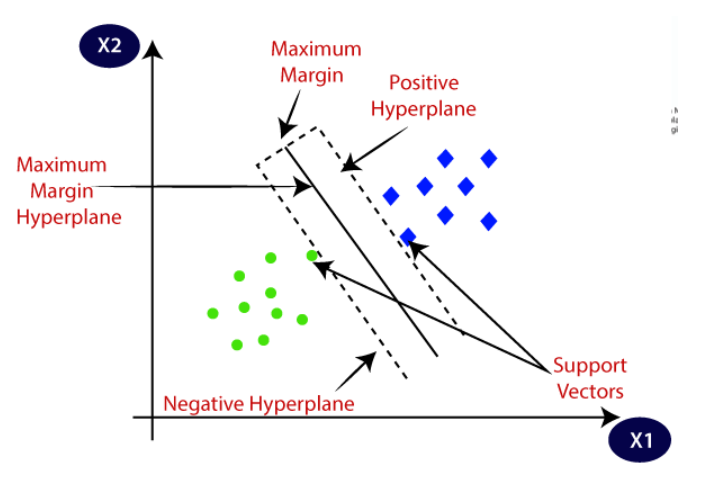 X2
Maximum
Margin
Positive
Hyperplane
Maximum
Margin
Hyperplane
Support
Vectors
Negative Hyperplane
X1